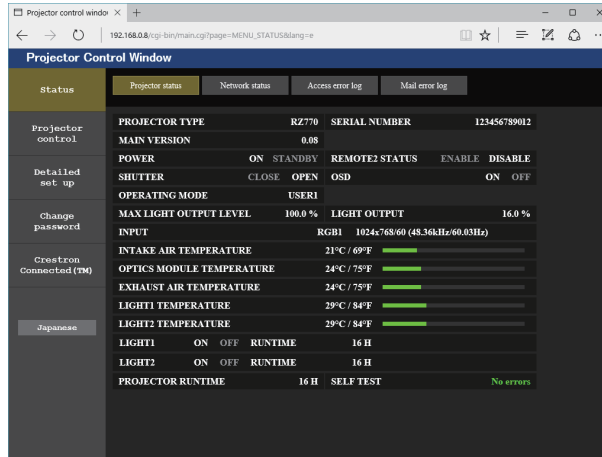 Projector control window
192.168.0.8/cgi-bin/main.cgi?page=MENU_STATUS&lang=e
Projector Control Window
Status
Projector control
Detailed set up
Change password
Crestron Connected(TM)
Japanese
Projector status Network status Access error log Mail error log
PROJECTOR TYPE RZ770 SERIAL NUMBER 123456789012
MAIN VERSION 0.08
POWER ON STANDBY REMOTE2 STATUS ENABLE DISABLE
SHUTTER CLOSE OPEN OSD ON OFF
OPERATING MODE USER1
MAX LIGHT OUTPUT LEVEL 100.0 % LIGHT OUTPUT 16.0 %
INPUT RGB1 1024x768/60 (48.36kHz/60.03Hz)
INTAKE AIR TEMPERATURE 21°C / 69°F
OPTICS MODULE TEMPERATURE 24°C / 75°F
EXHAUST AIR TEMPERATURE 24°C / 75°F
LIGHT1 TEMPERATURE 29°C / 84°F
LIGHT2 TEMPERATURE 29°C / 84°F
LIGHT1 ON OFF RUNTIME 16 H
LIGHT2 ON OFF RUNTIME 16 H
PROJECTOR RUNTIME 16 H SELF TEST No errors